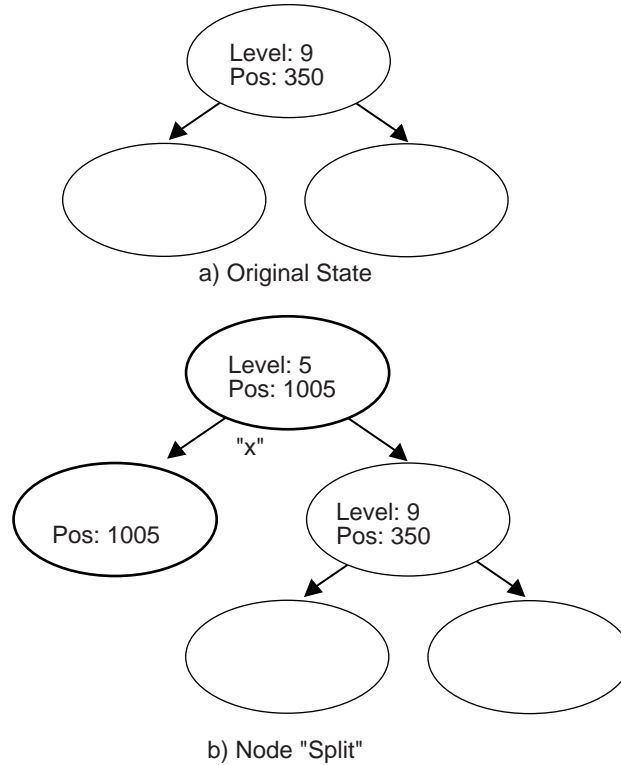 Level: 9
Pos: 350
a) Original State
Level: 5
Pos: 1005
"x"
Pos: 1005
Level: 9
Pos: 350
b) Node "Split"